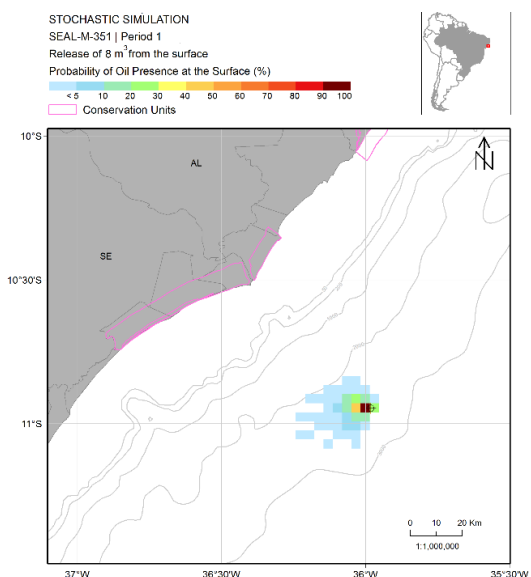 STOCHASTIC SIMULATION
SEAL-M-351 | Period 1
Release of 8 m³ from the surface
Probability of Oil Presence at the Surface (%)
< 5 10 20 30 40 50 60 80 90 100
Conservation Units
10°S
AL
N
SE
10°30'S
11°S
0 10 20 Km
1:1,000,000
37°W
36°30'W
36°W
35°30'W